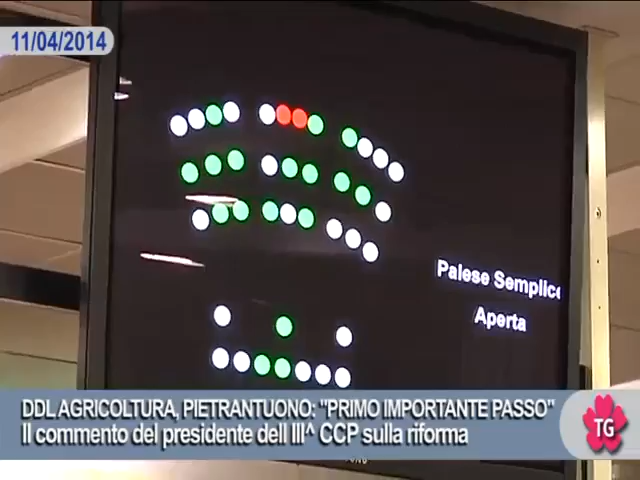 11/04/2014
Palese Semplice
Aperta
DDL AGRICOLTURA, PIETRANTUONO: "PRIMO IMPORTANTE PASSO"
Il commento del presidente dell III^ CCP sulla riforma
TG